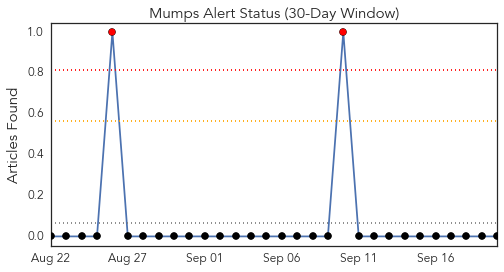 Mumps Alert Status (30-Day Window)
Articles Found
1.0
0.8
0.6
0.4
0.2
0.0
Aug 22 Aug 27 Sep 01 Sep 06 Sep 11 Sep 16